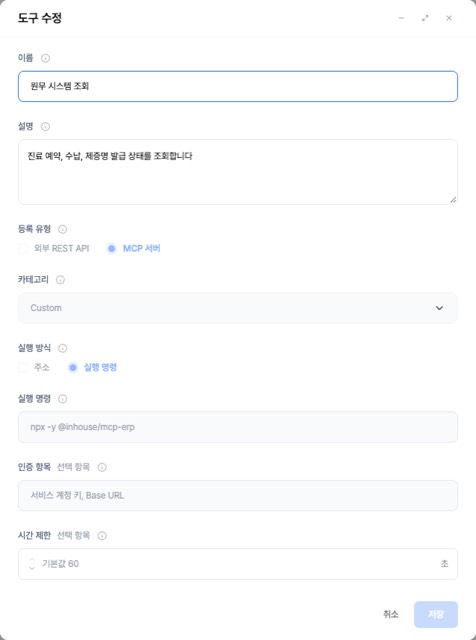 도구 수정
이름
원무 시스템 조회
설명
진료 예약, 수납, 제증명 발급 상태를 조회합니다
등록 유형
외부 REST API MCP 서버
카테고리
Custom
실행 방식
주소 실행 명령
실행 명령
npx -y @inhouse/mcp-erp
인증 항목 선택 항목
서비스 계정 키, Base URL
시간 제한 선택 항목
기본값 60 초
취소 저장